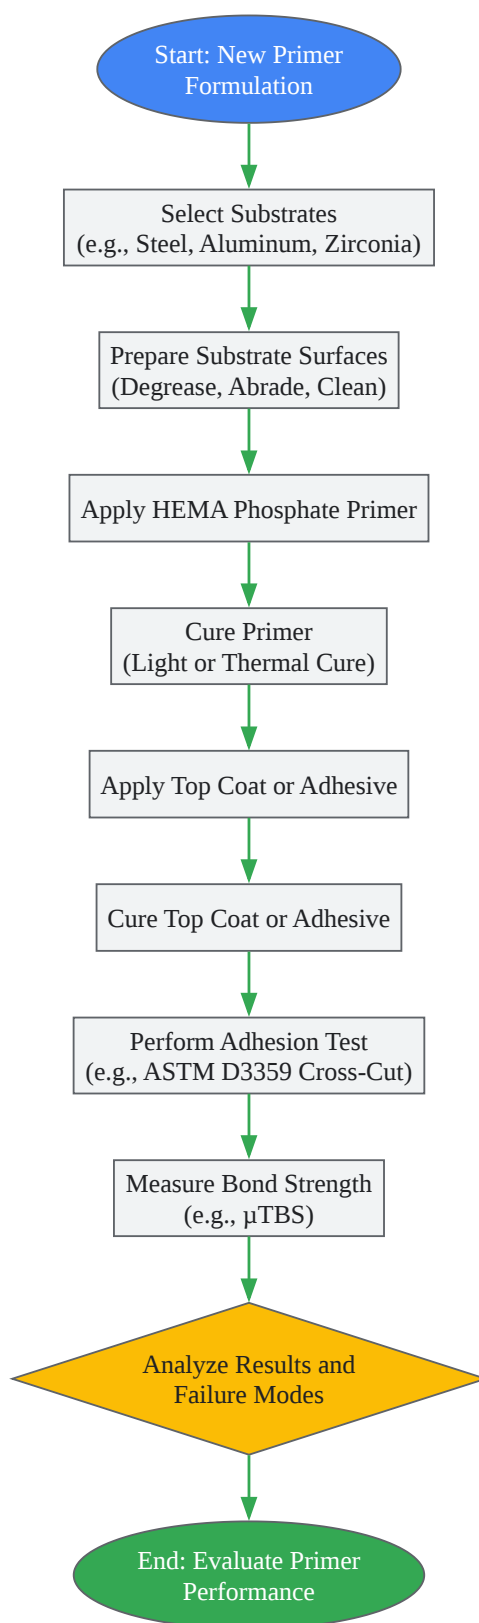 Start: New Primer
Formulation
Select Substrates
(e.g., Steel, Aluminum, Zirconia)
Prepare Substrate Surfaces
(Degrease, Abrade, Clean)
Apply HEMA Phosphate Primer
Cure Primer
(Light or Thermal Cure)
Apply Top Coat or Adhesive
Cure Top Coat or Adhesive
Perform Adhesion Test
(e.g., ASTM D3359 Cross-Cut)
Measure Bond Strength
(e.g., µTBS)
Analyze Results and
Failure Modes
End: Evaluate Primer
Performance